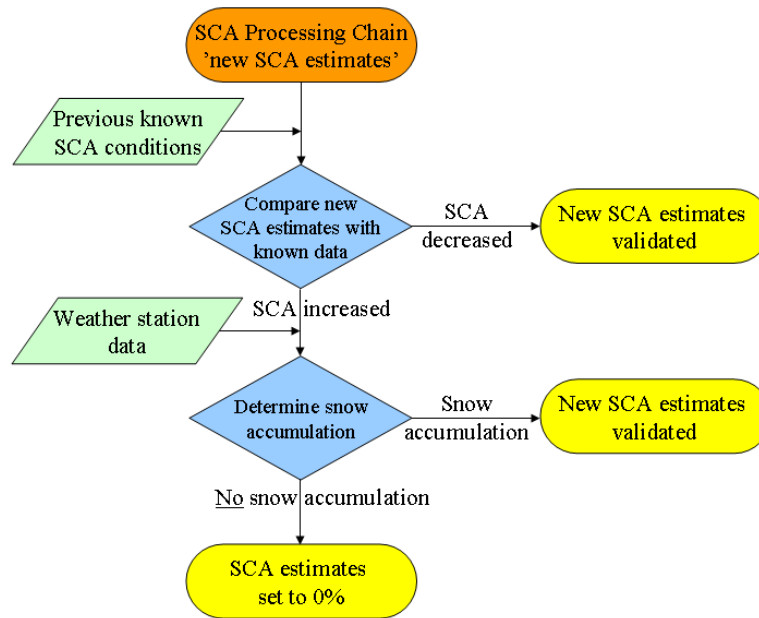 SCA Processing Chain
’new SCA estimates’
Previous known
SCA conditions
Compare new
SCA estimates with
known data
SCA
decreased
New SCA estimates
validated
SCA increased
Weather station
data
Determine snow
accumulation
Snow
accumulation
New SCA estimates
validated
No snow accumulation
SCA estimates
set to 0%